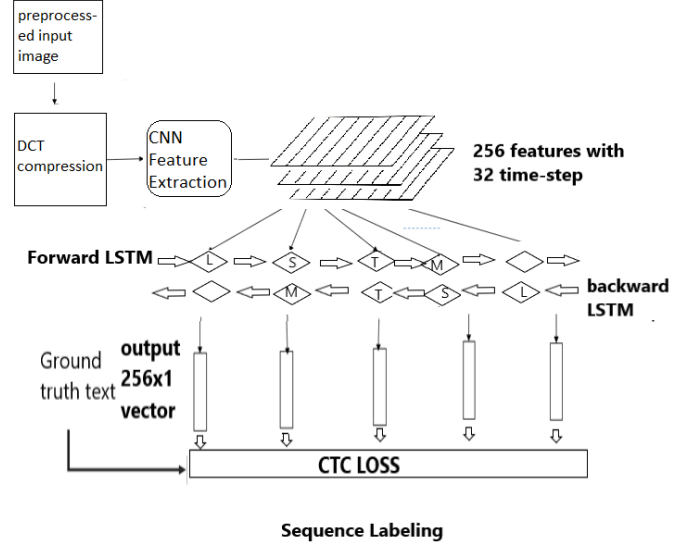 preprocess-
ed input
image
DCT
compression
CNN
Feature
Extraction
256 features with
32 time-step
Forward LSTM
L
S
T
M
M
T
S
L
backward
LSTM
Ground
truth text
output
256x1
vector
CTC LOSS
Sequence Labeling